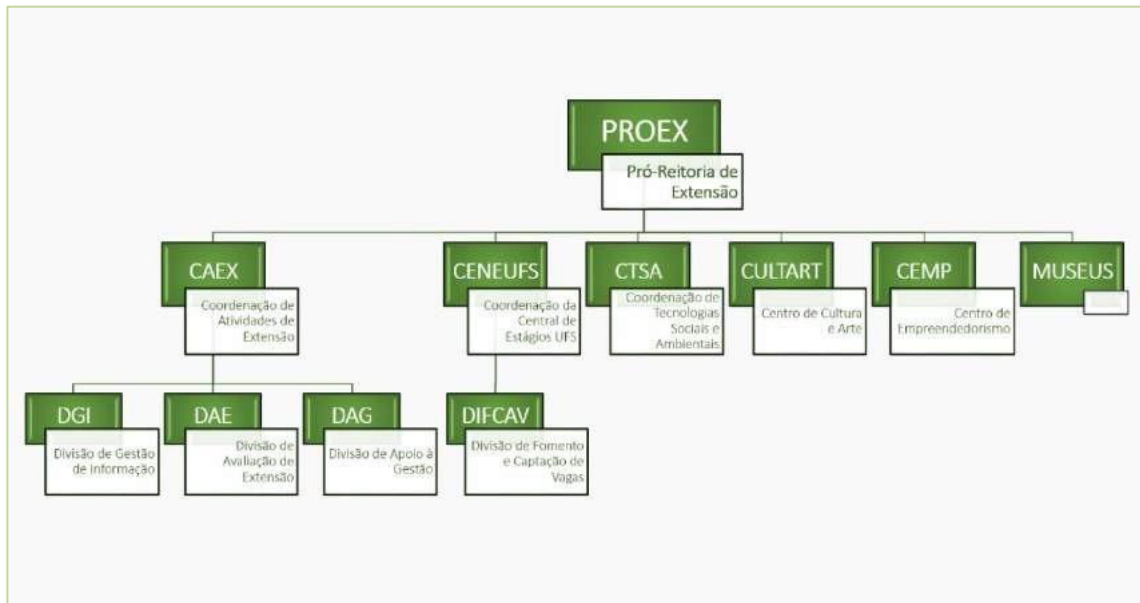 PROEX
Pró-Reitoria de
Extensão
CAEX
Coordenação de
Atividades de
Extensão
CENEUFS
Coordenação da
Central de
Estágios UFS
CTSA
Coordenação de
Tecnologias
Sociais e
Ambientais
CULTART
Centro de Cultura
e Arte
CEMP
Centro de
Empreendedorismo
MUSEUS
DGI
Divisão de Gestão
de Informação
DAE
Divisão de
Avaliação de
Extensão
DAG
Divisão de Apoio à
Gestão
DIFCAV
Divisão de Fomento
e Captação de
Vagas